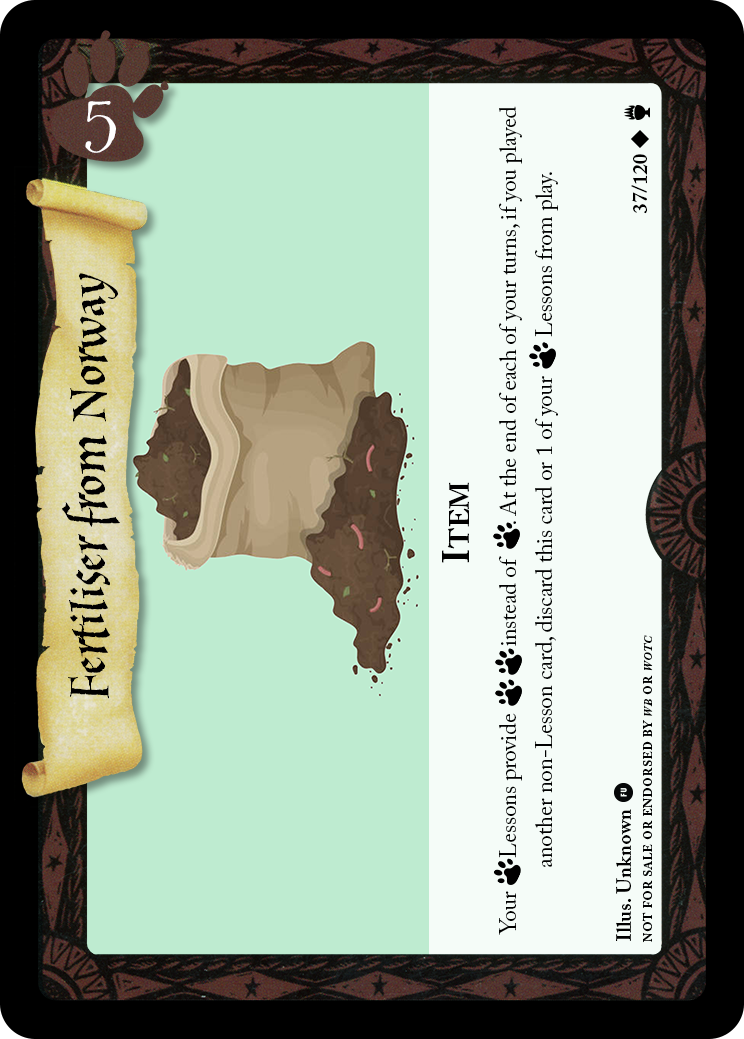 5
Fertiliser from Norway
ITEM
Your Lessons provide instead of . At the end of each of your turns, if you played
another non-Lesson card, discard this card or 1 of your Lessons from play.
37/120
Illus. Unknown FU
NOT FOR SALE OR ENDORSED BY WB OR WOTC